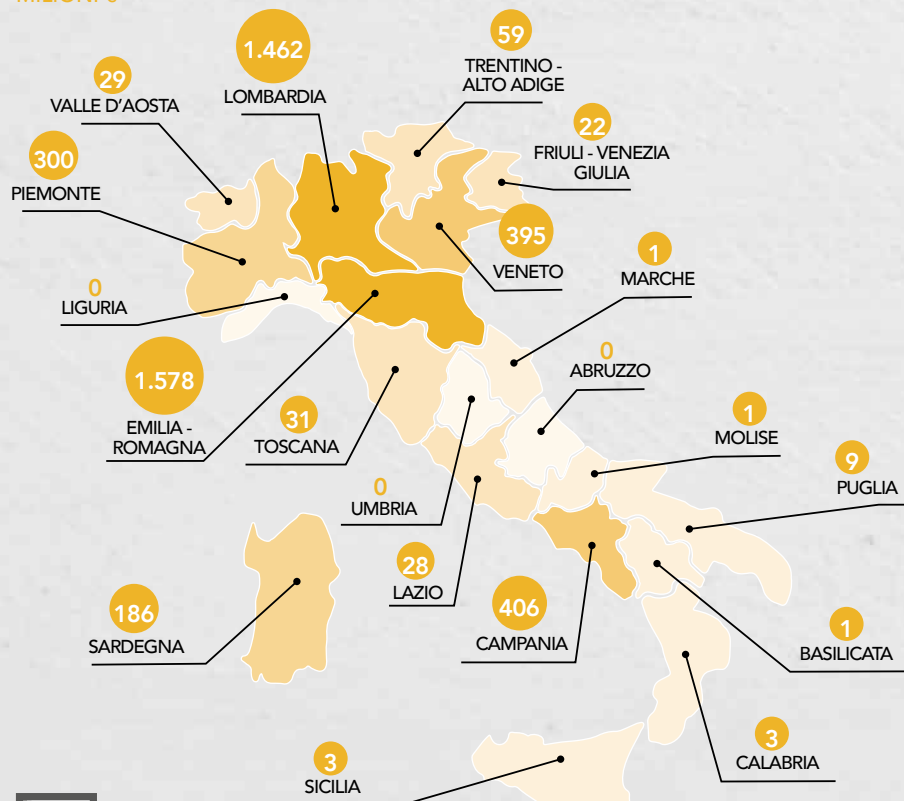 1.462
LOMBARDIA
59
TRENTINO -
ALTO ADIGE
29
VALLE D'AOSTA
22
FRIULI - VENEZIA
GIULIA
300
PIEMONTE
395
VENETO
1
MARCHE
0
LIGURIA
0
ABRUZZO
1.578
EMILIA -
ROMAGNA
31
TOSCANA
1
MOLISE
9
PUGLIA
0
UMBRIA
28
LAZIO
186
SARDEGNA
406
CAMPANIA
1
BASILICATA
3
CALABRIA
3
SICILIA